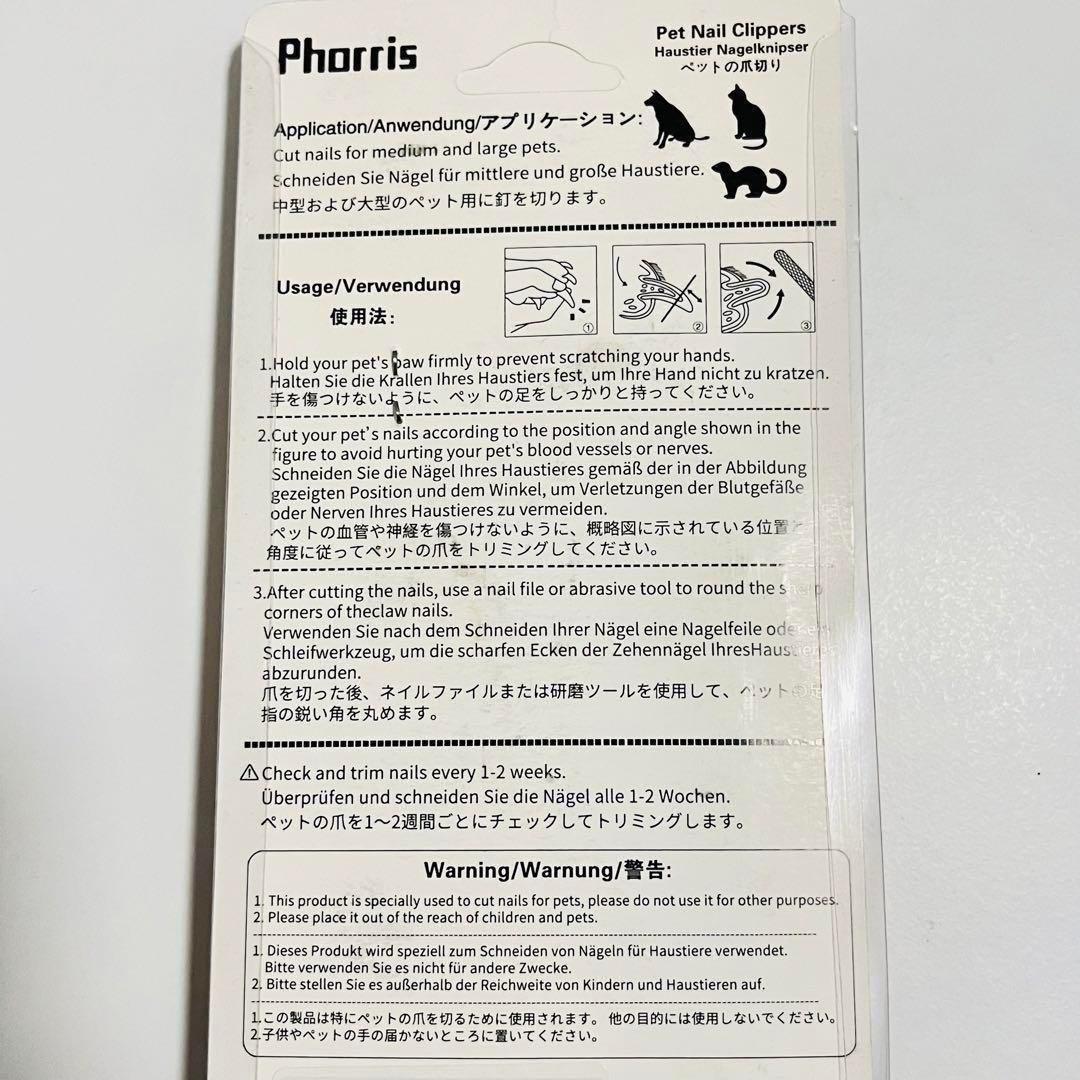 Phorris
Pet Nail Clippers
Haustier Nagelknipser
ペットの爪切り
Application/Anwendung/アプリケーション:
Cut nails for medium and large pets.
Schneiden Sie Nägel für mittlere und große Haustiere.
中型および大型のペット用に釘を切ります。
Usage/Verwendung
使用法:
①
②
③
1.Hold your pet's paw firmly to prevent scratching your hands.
Halten Sie die Krallen Ihres Haustiers fest, um Ihre Hand nicht zu kratzen.
手を傷つけないように、ペットの足をしっかりと持ってください。
2.Cut your pet's nails according to the position and angle shown in the
figure to avoid hurting your pet's blood vessels or nerves.
Schneiden Sie die Nägel Ihres Haustieres gemäß der in der Abbildung
gezeigten Position und dem Winkel, um Verletzungen der Blutgefäße
oder Nerven Ihres Haustieres zu vermeiden.
ペットの血管や神経を傷つけないように、概略図に示されている位置と
角度に従ってペットの爪をトリミングしてください。
3.After cutting the nails, use a nail file or abrasive tool to round the sharp
corners of theclaw nails.
Verwenden Sie nach dem Schneiden Ihrer Nägel eine Nagelfeile oder ein
Schleifwerkzeug, um die scharfen Ecken der Zehennägel IhresHaustieres
abzurunden.
爪を切った後、ネイルファイルまたは研磨ツールを使用して、ペットの足
指の鋭い角を丸めます。
⚠Check and trim nails every 1-2 weeks.
Überprüfen und schneiden Sie die Nägel alle 1-2 Wochen.
ペットの爪を1～2週間ごとにチェックしてトリミングします。
Warning/Warnung/警告:
1. This product is specially used to cut nails for pets, please do not use it for other purposes.
2. Please place it out of the reach of children and pets.
1. Dieses Produkt wird speziell zum Schneiden von Nägeln für Haustiere verwendet.
Bitte verwenden Sie es nicht für andere Zwecke.
2. Bitte stellen Sie es außerhalb der Reichweite von Kindern und Haustieren auf.
1.この製品は特にペットの爪を切るために使用されます。 他の目的には使用しないでください。
2.子供やペットの手の届かないところに置いてください。